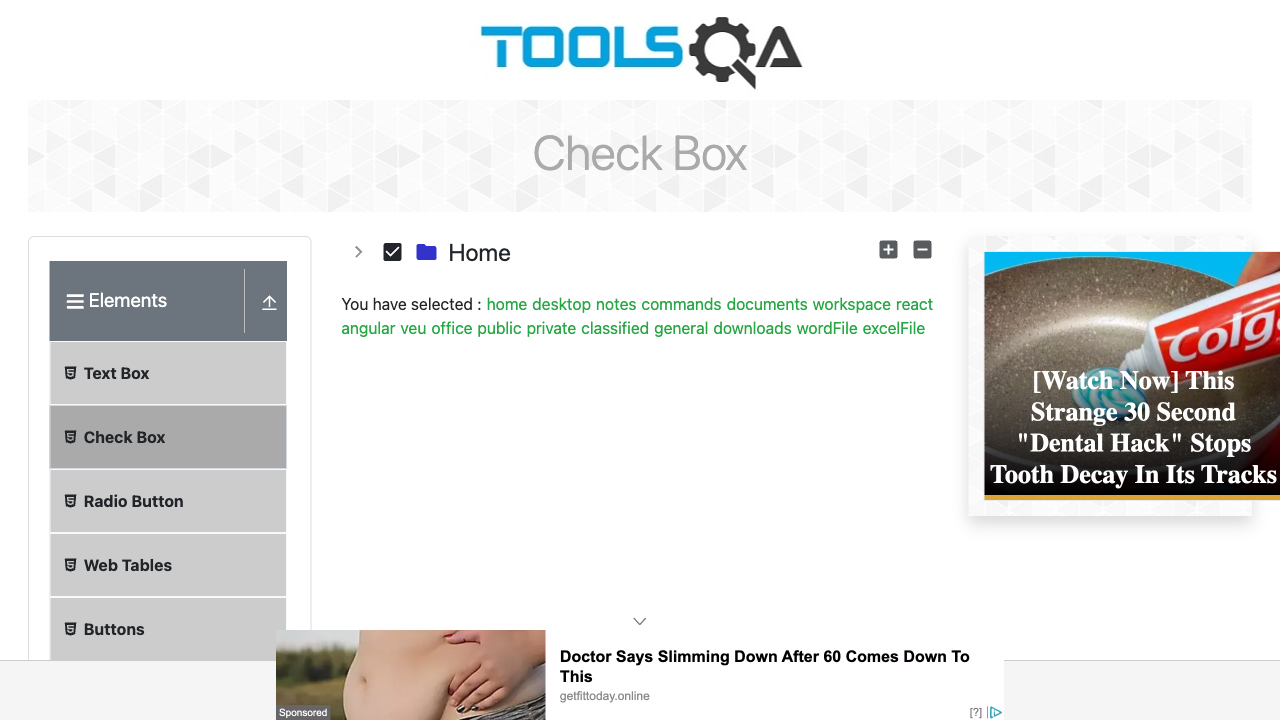 TOOLSQA
Check Box
Elements
Text Box
Check Box
Radio Button
Web Tables
Buttons
Home
You have selected : home desktop notes commands documents workspace react
angular veu office public private classified general downloads wordFile excelFile
Colg
[Watch Now] This
Strange 30 Second
"Dental Hack" Stops
Tooth Decay In Its Tracks
Doctor Says Slimming Down After 60 Comes Down To
This
getfittoday.online
Sponsored
[?]